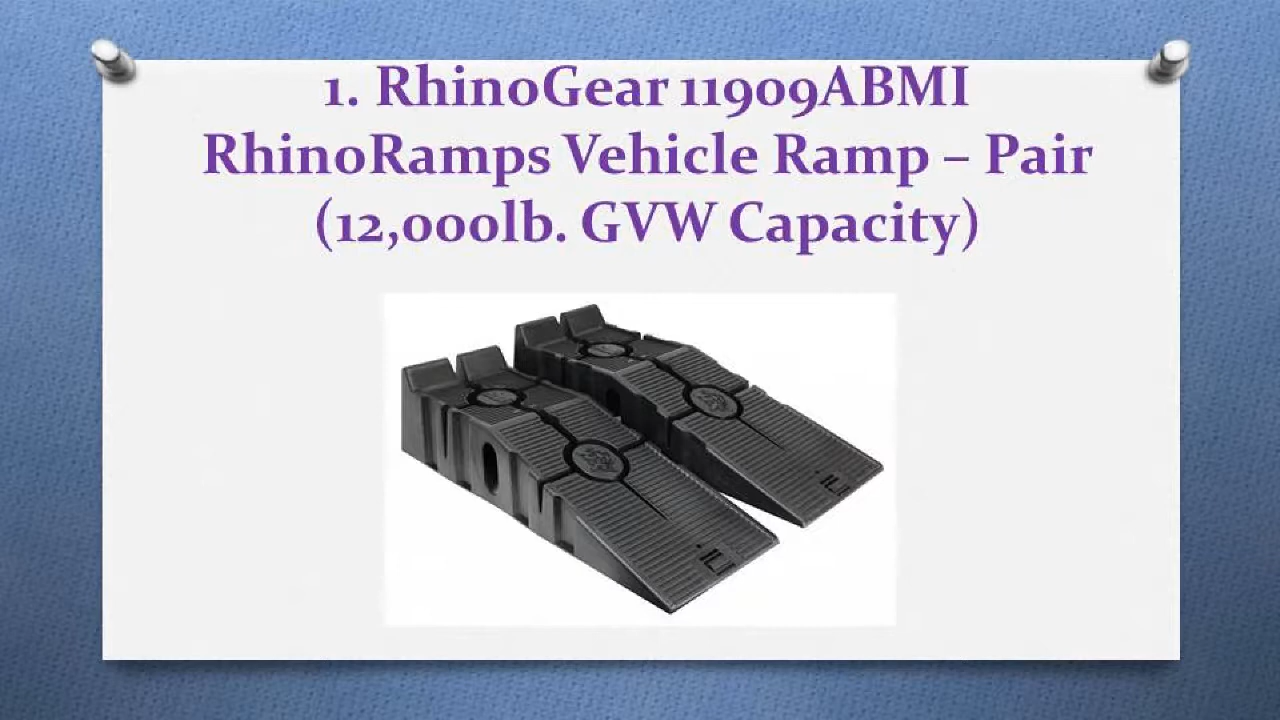 1. RhinoGear 11909ABMI
RhinoRamps Vehicle Ramp – Pair
(12,000lb. GVW Capacity)